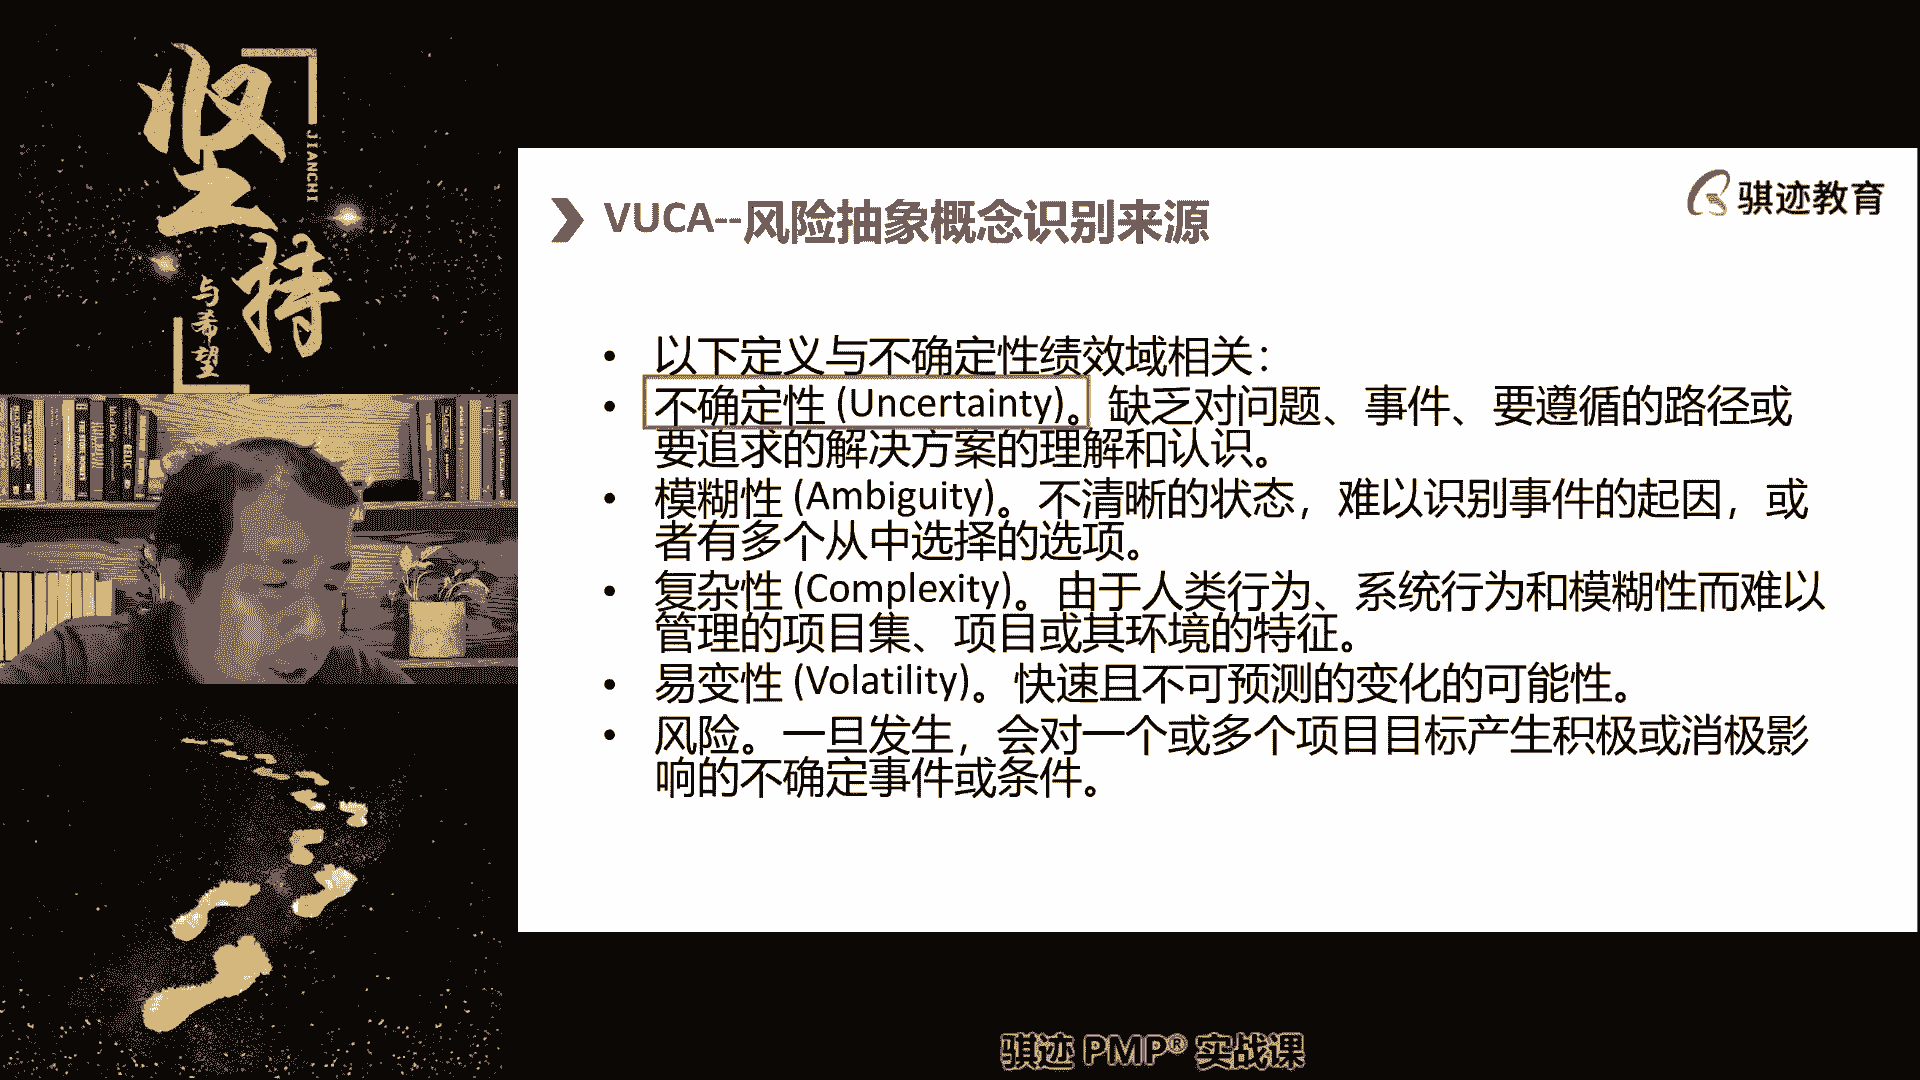 坚持
JIANCHI
与希望
骐迹教育
VUCA--风险抽象概念识别来源
• 以下定义与不确定性绩效域相关：
• 不确定性 (Uncertainty)。缺乏对问题、事件、要遵循的路径或
要追求的解决方案的理解和认识。
• 模糊性 (Ambiguity)。不清晰的状态，难以识别事件的起因，或
者有多个从中选择的选项。
• 复杂性 (Complexity)。由于人类行为、系统行为和模糊性而难以
管理的项目集、项目或其环境的特征。
• 易变性 (Volatility)。快速且不可预测的变化的可能性。
• 风险。一旦发生，会对一个或多个项目目标产生积极或消极影
响的不确定事件或条件。
骐迹 PMP® 实战课